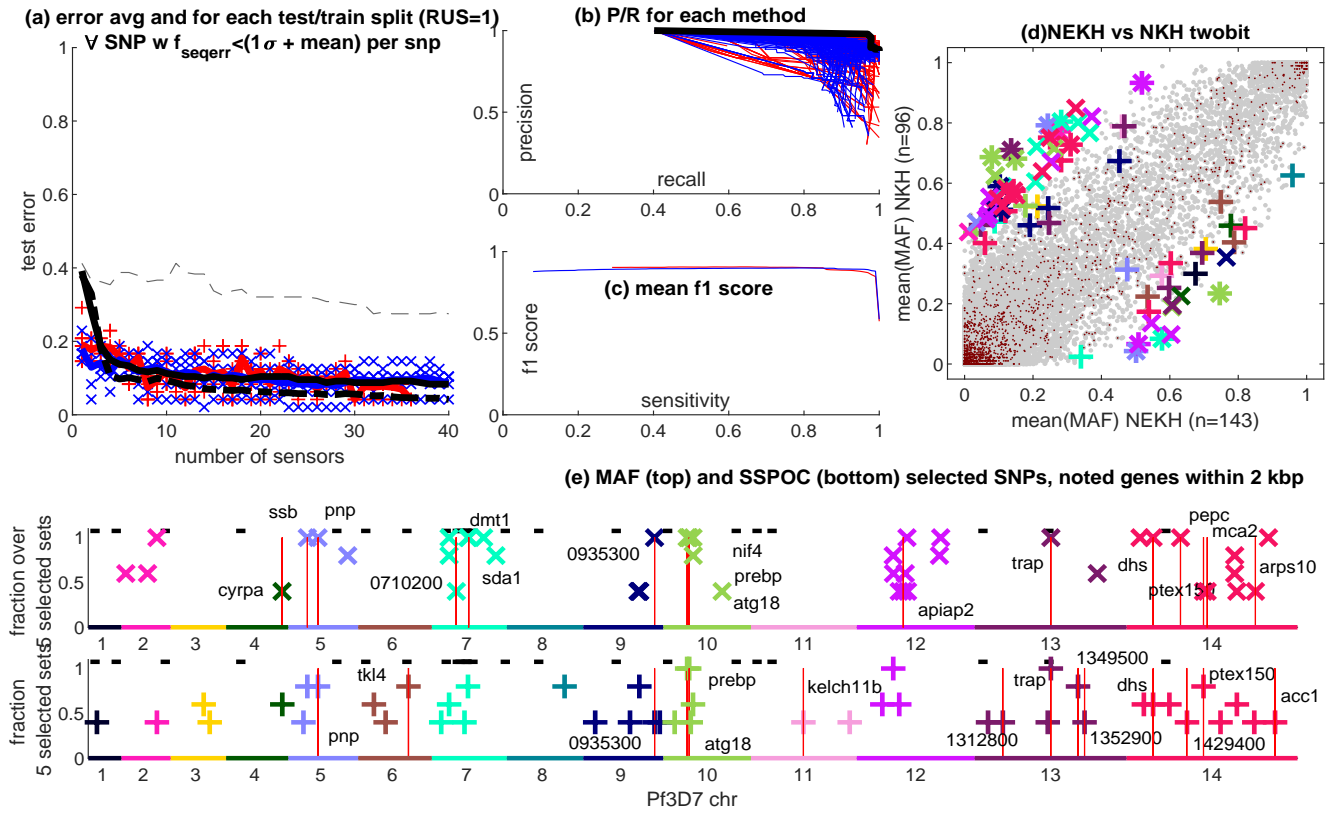 (a) error avg and for each test/train split (RUS=1)
∀ SNP w f_seqerr<(1σ + mean) per snp
1
0.8
0.6
0.4
0.2
0
test error
0
10
20
30
40
number of sensors
(b) P/R for each method
1
0
precision
recall
0
0.2
0.4
0.6
0.8
1
1
0
f1 score
(c) mean f1 score
sensitivity
0
0.2
0.4
0.6
0.8
1
(d)NEKH vs NKH twobit
1
0.8
0.6
0.4
0.2
0
mean(MAF) NKH (n=96)
0
0.2
0.4
0.6
0.8
1
mean(MAF) NEKH (n=143)
(e) MAF (top) and SSPOC (bottom) selected SNPs, noted genes within 2 kbp
fraction over
5 selected sets
1
0.5
0
ssb
pnp
dmt1
pepc
mca2
cyrpa
0710200
sda1
0935300
nif4
prebp
atg18
apiap2
trap
dhs
ptex150
arps10
1 2 3 4 5 6 7 8 9 10 11 12 13 14
fraction
5 selected sets
1
0.5
0
pnp
tkl4
0935300
prebp
atg18
kelch11b
1312800
trap
1349500
1352900
dhs
ptex150
1429400
acc1
1 2 3 4 5 6 7 8 9 10 11 12 13 14
Pf3D7 chr